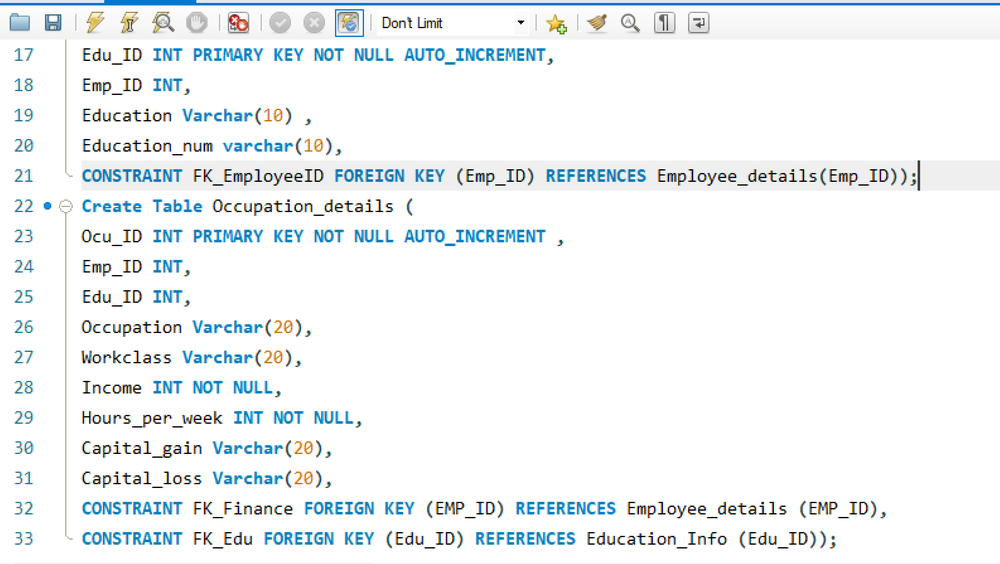 Don't Limit
17 Edu_ID INT PRIMARY KEY NOT NULL AUTO_INCREMENT,
18 Emp_ID INT,
19 Education Varchar(10) ,
20 Education_num varchar(10),
21 CONSTRAINT FK_EmployeeID FOREIGN KEY (Emp_ID) REFERENCES Employee_details(Emp_ID));
22 Create Table Occupation_details (
23 Ocu_ID INT PRIMARY KEY NOT NULL AUTO_INCREMENT ,
24 Emp_ID INT,
25 Edu_ID INT,
26 Occupation Varchar(20),
27 Workclass Varchar(20),
28 Income INT NOT NULL,
29 Hours_per_week INT NOT NULL,
30 Capital_gain Varchar(20),
31 Capital_loss Varchar(20),
32 CONSTRAINT FK_Finance FOREIGN KEY (EMP_ID) REFERENCES Employee_details (EMP_ID),
33 CONSTRAINT FK_Edu FOREIGN KEY (Edu_ID) REFERENCES Education_Info (Edu_ID));